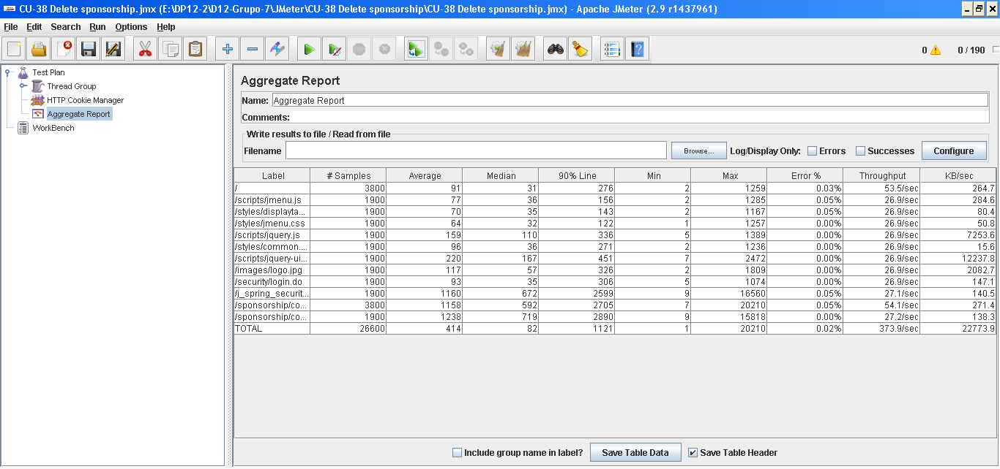 CU-38 Delete sponsorship.jmx (E:\DP12-2\D12-Grupo-7\JMeter\CU-38 Delete sponsorship\CU-38 Delete sponsorship.jmx) - Apache JMeter (2.9 r1437961)
File Edit Search Run Options Help
0 0 / 190
Test Plan
Thread Group
HTTP Cookie Manager
Aggregate Report
WorkBench
Aggregate Report
Name: Aggregate Report
Comments:
Write results to file / Read from file
Filename Browse... Log/Display Only: Errors Successes Configure
Label # Samples Average Median 90% Line Min Max Error % Throughput KB/sec
/ 3800 91 31 276 2 1259 0.03% 53.5/sec 264.7
/scripts/jmenu.js 1900 77 36 156 2 1285 0.05% 26.9/sec 284.6
/styles/displayta... 1900 70 35 143 2 1167 0.05% 26.9/sec 80.4
/styles/jmenu.css 1900 64 32 122 1 1257 0.00% 26.9/sec 50.8
/scripts/jquery.js 1900 159 110 336 5 1389 0.00% 26.9/sec 7253.6
/styles/common.... 1900 96 36 271 2 1236 0.00% 26.9/sec 15.6
/scripts/jquery-ui... 1900 220 167 451 7 2472 0.00% 26.9/sec 12237.8
/images/logo.jpg 1900 117 57 326 2 1809 0.00% 26.9/sec 2082.7
/security/login.do 1900 93 35 306 5 1074 0.00% 26.9/sec 147.1
/j_spring_securit... 1900 1160 672 2599 9 16560 0.05% 27.1/sec 140.5
/sponsorship/co... 3800 1158 592 2705 7 20210 0.05% 54.1/sec 271.4
/sponsorship/co... 1900 1238 719 2890 9 15818 0.00% 27.2/sec 138.3
TOTAL 26600 414 82 1121 1 20210 0.02% 373.9/sec 22773.9
Include group name in label? Save Table Data Save Table Header